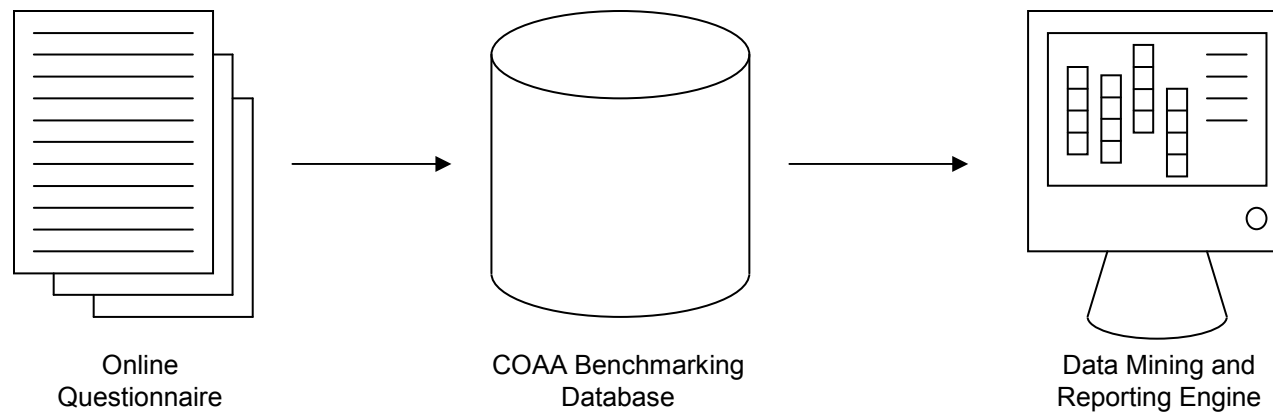 Online
Questionnaire
COAA Benchmarking
Database
Data Mining and
Reporting Engine